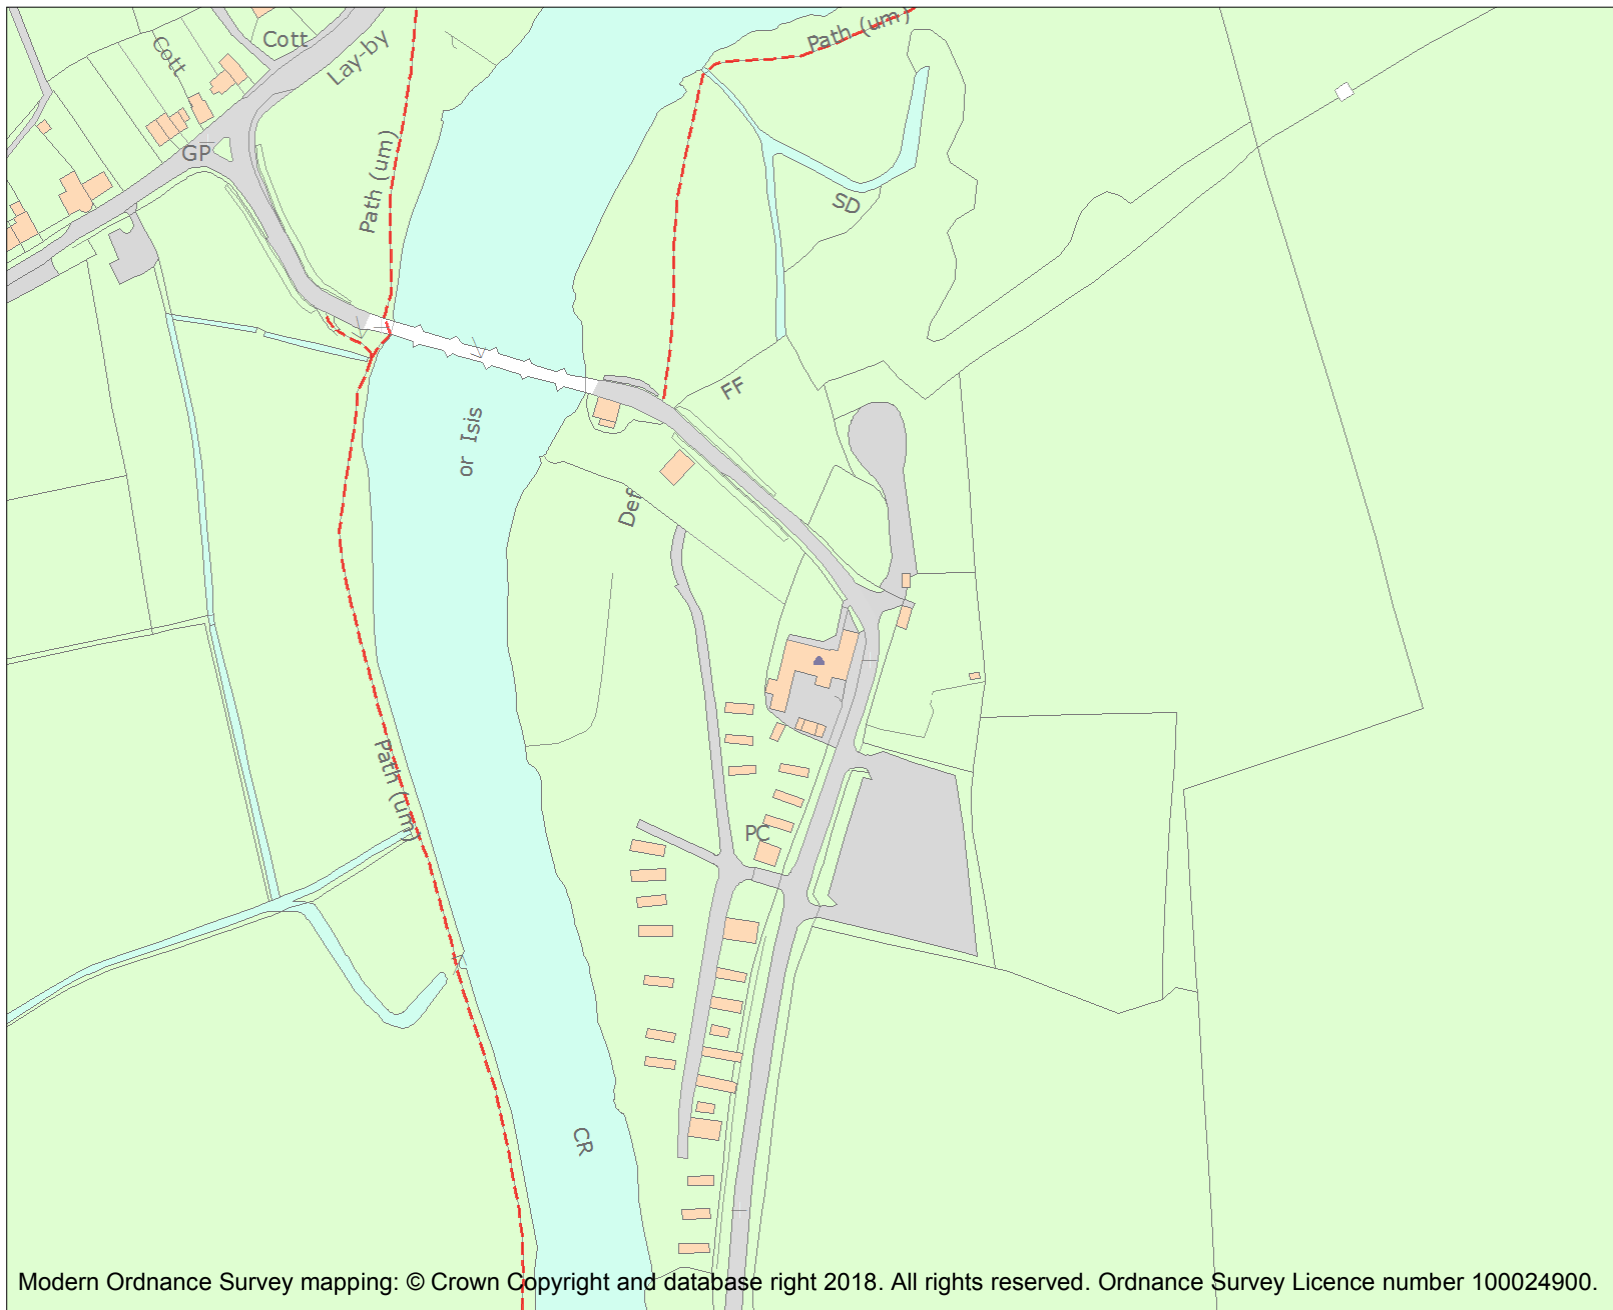 Path (um)
Cott
Cott
Lay-by
GP
Path (um)
SD
FF
or Isis
Def
Path (um)
PC
CR
Modern Ordnance Survey mapping: © Crown Copyright and database right 2018. All rights reserved. Ordnance Survey Licence number 100024900.